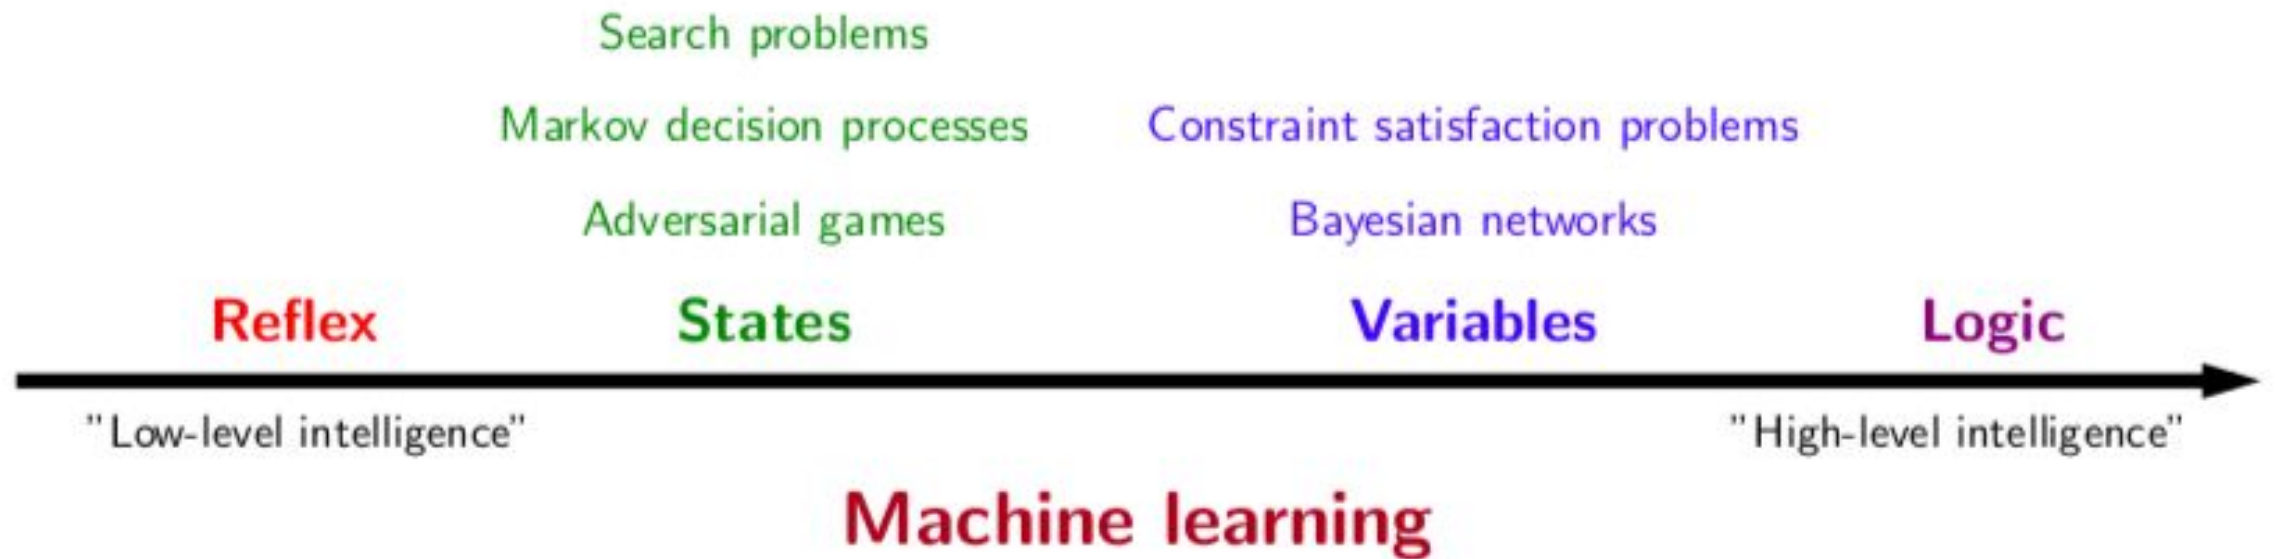 Search problems
Markov decision processes
Constraint satisfaction problems
Adversarial games
Bayesian networks
Reflex
States
Variables
Logic
"Low-level intelligence"
"High-level intelligence"
Machine learning